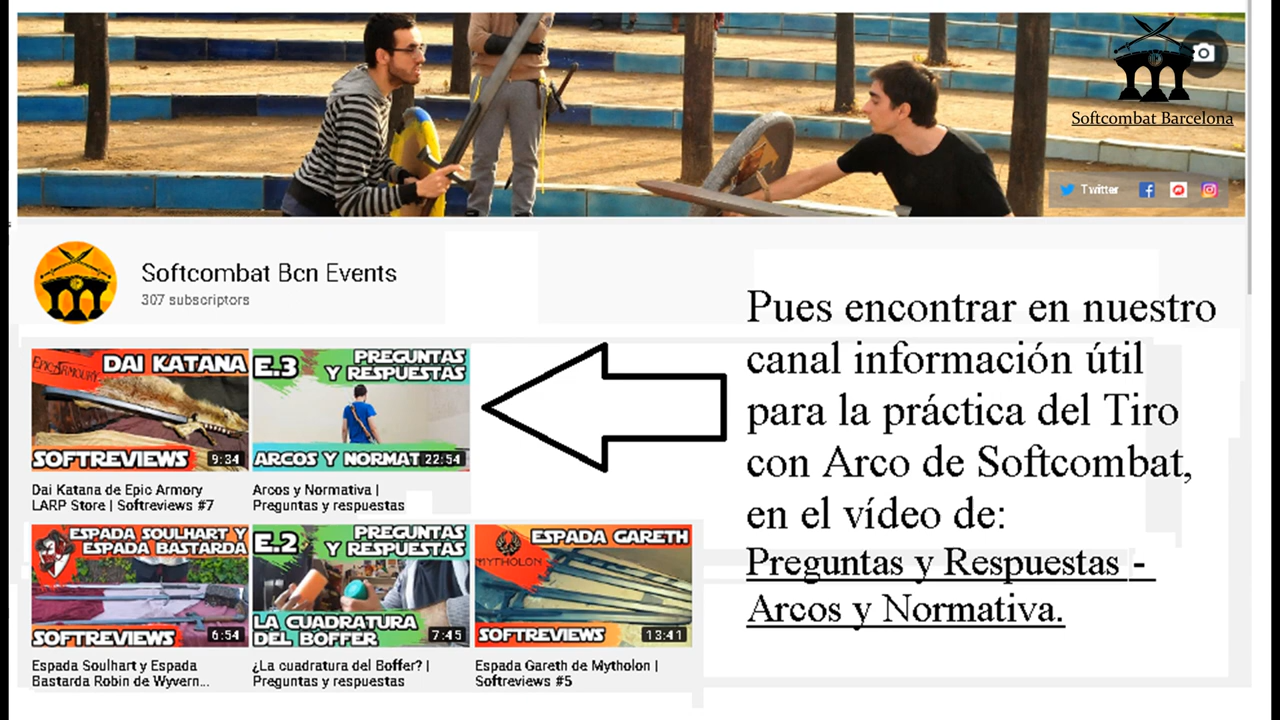 Softcombat Barcelona
Twitter
Softcombat Bcn Events
307 subscriptors
Pues encontrar en nuestro
canal información útil
para la práctica del Tiro
con Arco de Softcombat,
en el vídeo de:
Preguntas y Respuestas -
Arcos y Normativa.
EPIC ARMOURY
DAI KATANA
SOFTREVIEWS
9:34
Dai Katana de Epic Armory
LARP Store | Softreviews #7
E.3
PREGUNTAS
Y RESPUESTAS
ARCOS Y NORMAT
22:54
Arcos y Normativa |
Preguntas y respuestas
ESPADA SOULHART Y
ESPADA BASTARDA
SOFTREVIEWS
6:54
Espada Soulhart y Espada
Bastarda Robin de Wyvern...
E.2
PREGUNTAS
Y RESPUESTAS
LA CUADRATURA
DEL BOFFER
7:45
¿La cuadratura del Boffer? |
Preguntas y respuestas
MYTHOLON
ESPADA GARETH
SOFTREVIEWS
13:41
Espada Gareth de Mytholon |
Softreviews #5